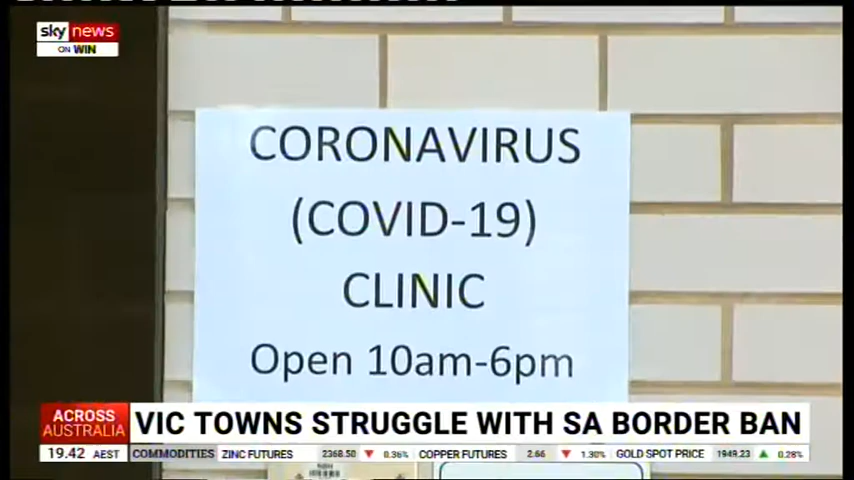 sky news
ON WIN
CORONAVIRUS
(COVID-19)
CLINIC
Open 10am-6pm
ACROSS
AUSTRALIA
VIC TOWNS STRUGGLE WITH SA BORDER BAN
19.42 AEST COMMODITIES ZINC FUTURES 2368.50 ▼ 0.36% COPPER FUTURES 2.66 ▼ 1.30% GOLD SPOT PRICE 1949.23 ▲ 0.28%